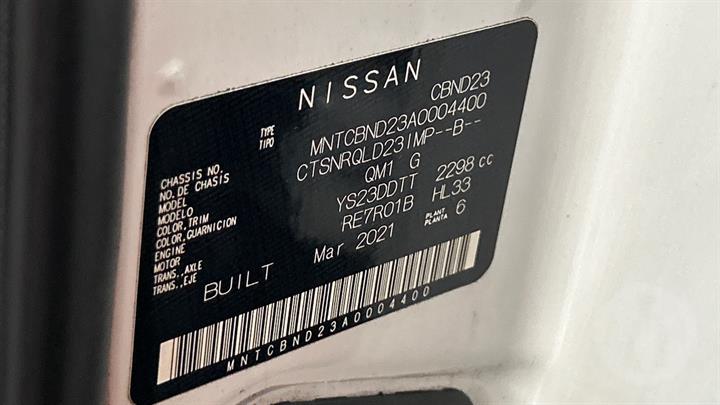 NISSAN
TYPE CBND23
TIPO
CHASSIS NO. MNTCBND23A0004400
NO. DE CHASIS
MODEL CTSNRQLD23IMP--B--
MODELO
COLOR,TRIM QM1 G
COLOR,GUARNICION
ENGINE YS23DDTT 2298 cc
MOTOR
TRANS.,AXLE RE7R01B HL33
TRANS.,EJE
PLANT 6
PLANTA
BUILT Mar 2021
MNTCBND23A0004400